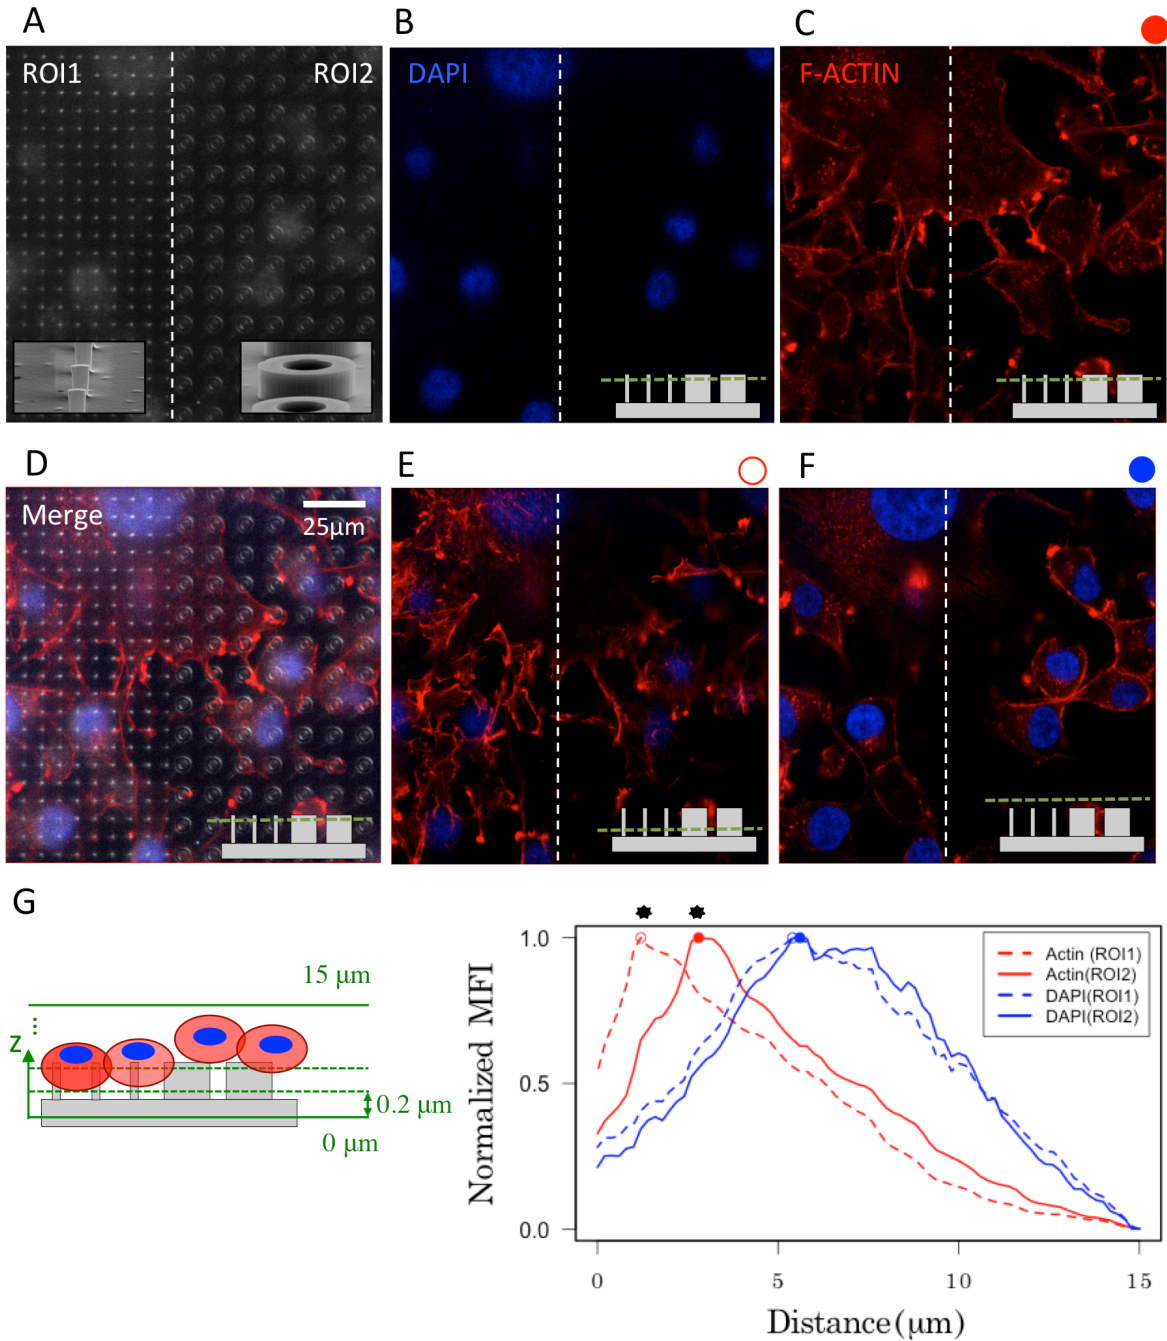 A
B
C
ROI1
ROI2
DAPI
F-ACTIN
D
E
F
Merge
25μm
G
15 μm
z
0.2 μm
0 μm
Normalized MFI
1.0
0.5
0.0
Actin (ROI1)
Actin(ROI2)
DAPI(ROI1)
DAPI(ROI2)
0
5
10
15
Distance(μm)